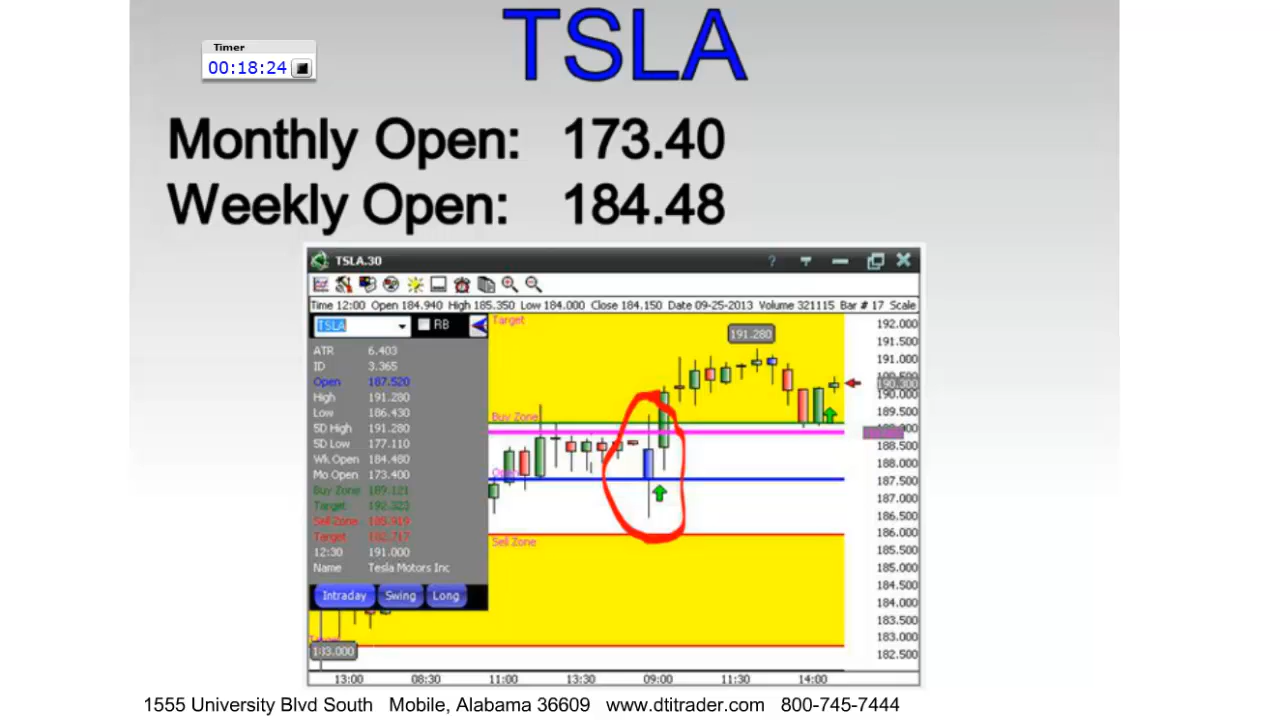 TSLA
Timer
00:18:24
Monthly Open: 173.40
Weekly Open: 184.48
TSLA.30
?
Time 12:00 Open 184.940 High 185.350 Low 184.000 Close 184.150 Date 09-25-2013 Volume 321115 Bar # 17 Scale
TSLA RB
ATR 6.403
ID 3.365
Open 187.520
High 191.280
Low 186.430
5D High 191.280
5D Low 177.110
Wk Open 184.480
Mo Open 173.400
Buy Zone 189.121
Target 192.323
Sell Zone 185.919
Target 182.717
12:30 191.000
Name Tesla Motors Inc
Intraday Swing Long
Target
191.280
Buy Zone
Sell Zone
183.000
192.000
191.500
191.000
190.300
190.000
189.500
188.500
188.000
187.500
187.000
186.500
186.000
185.500
185.000
184.500
184.000
183.500
183.000
182.500
13:00 08:30 11:00 13:30 09:00 11:30 14:00
1555 University Blvd South Mobile, Alabama 36609 www.dtitrader.com 800-745-7444